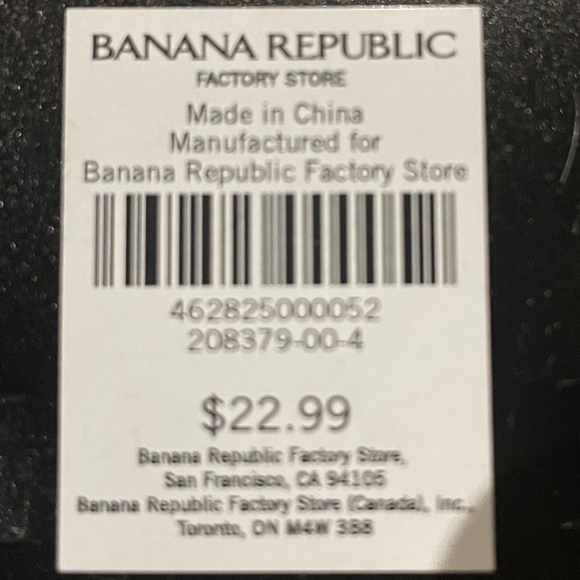 BANANA REPUBLIC
FACTORY STORE
Made in China
Manufactured for
Banana Republic Factory Store
462825000052
208379-00-4
$22.99
Banana Republic Factory Store,
San Francisco, CA 94105
Banana Republic Factory Store (Canada), Inc.,
Toronto, ON M4W 3B8